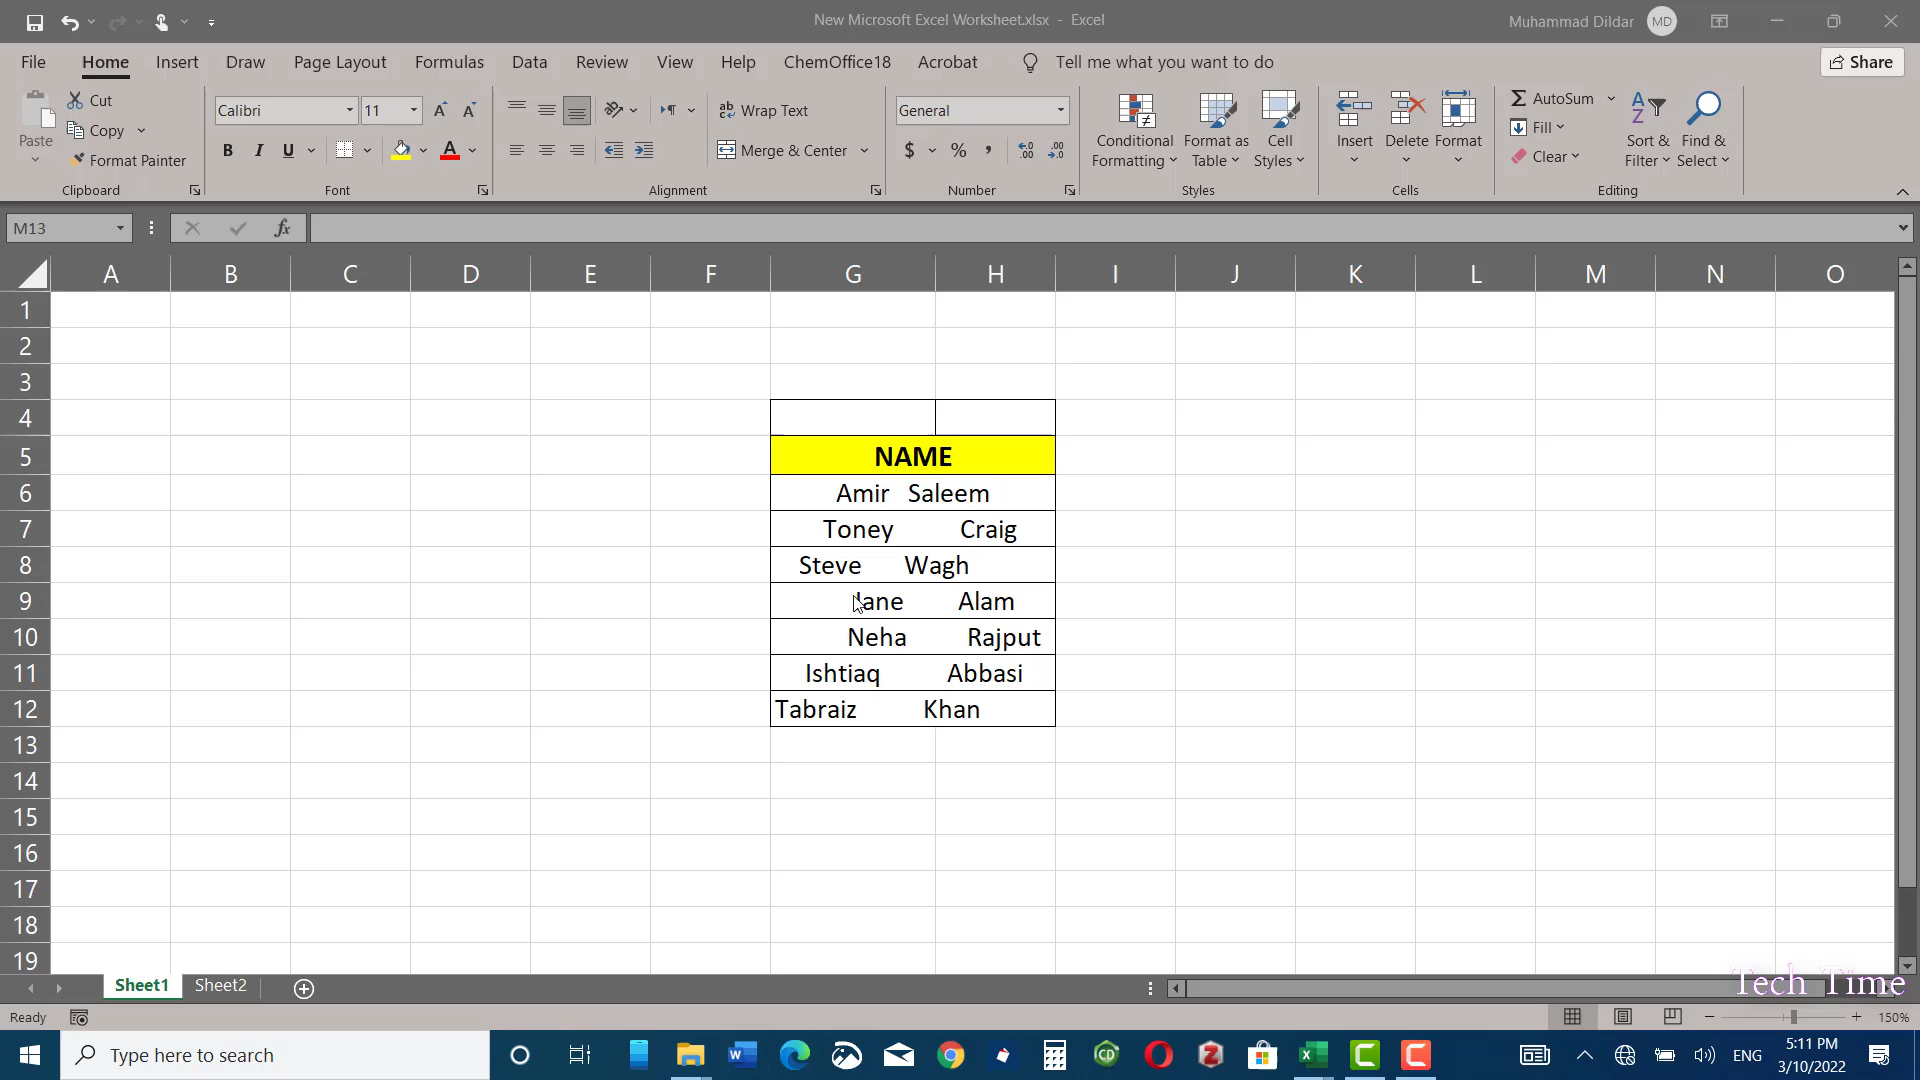 New Microsoft Excel Worksheet.xlsx - Excel
Muhammad Dildar MD
File Home Insert Draw Page Layout Formulas Data Review View Help ChemOffice18 Acrobat Tell me what you want to do Share
Paste
Cut
Copy
Format Painter
Clipboard
Calibri 11
B I U
Font
Wrap Text
Merge & Center
Alignment
General
$ % ,
Number
Conditional Formatting
Format as Table
Cell Styles
Styles
Insert Delete Format
Cells
AutoSum
Fill
Clear
Sort & Filter
Find & Select
Editing
M13 fx
A B C D E F G H I J K L M N O
1
2
3
4
5 NAME
6 Amir Saleem
7 Toney Craig
8 Steve Wagh
9 Jane Alam
10 Neha Rajput
11 Ishtiaq Abbasi
12 Tabraiz Khan
13
14
15
16
17
18
19
Sheet1 Sheet2
Tech Time
Ready 150%
Type here to search
ENG
5:11 PM
3/10/2022